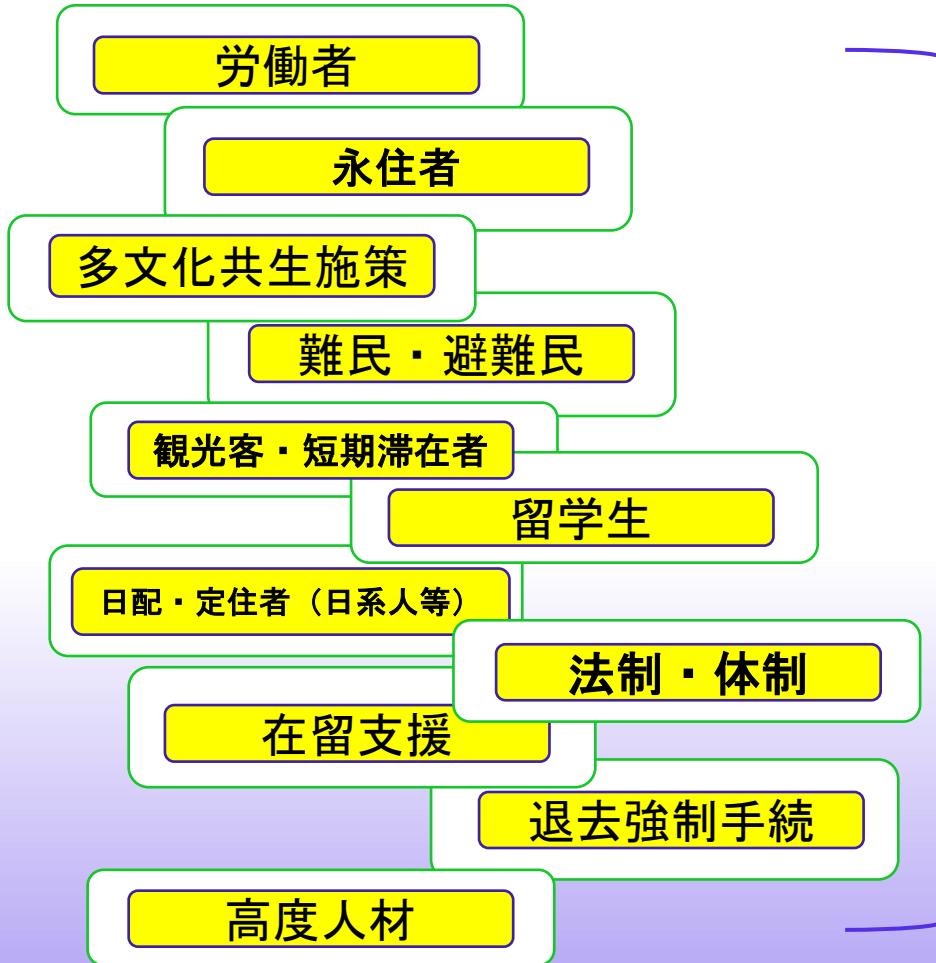 労働者
永住者
多文化共生施策
難民・避難民
観光客・短期滞在者
留学生
日配・定住者（日系人等）
法制・体制
在留支援
退去強制手続
高度人材